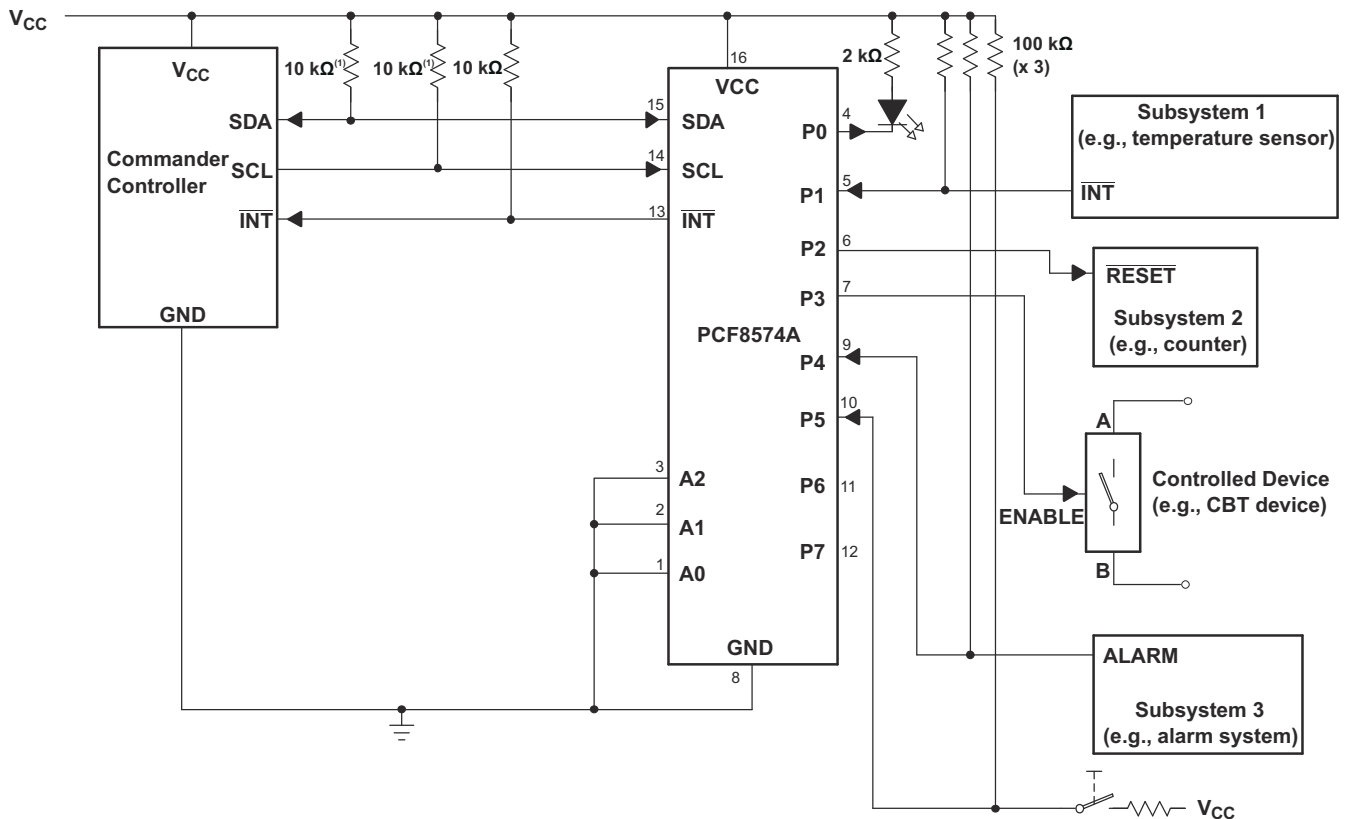 VCC
VCC
10 kΩ(1)
10 kΩ(1)
10 kΩ
SDA
Commander
Controller
SCL
INT
GND
16
VCC
15
SDA
14
SCL
13
INT
PCF8574A
3
A2
2
A1
1
A0
GND
8
P0
4
P1
5
P2
6
P3
7
P4
9
P5
10
P6
11
P7
12
2 kΩ
100 kΩ
(x 3)
Subsystem 1
(e.g., temperature sensor)
INT
RESET
Subsystem 2
(e.g., counter)
A
ENABLE
B
Controlled Device
(e.g., CBT device)
ALARM
Subsystem 3
(e.g., alarm system)
VCC